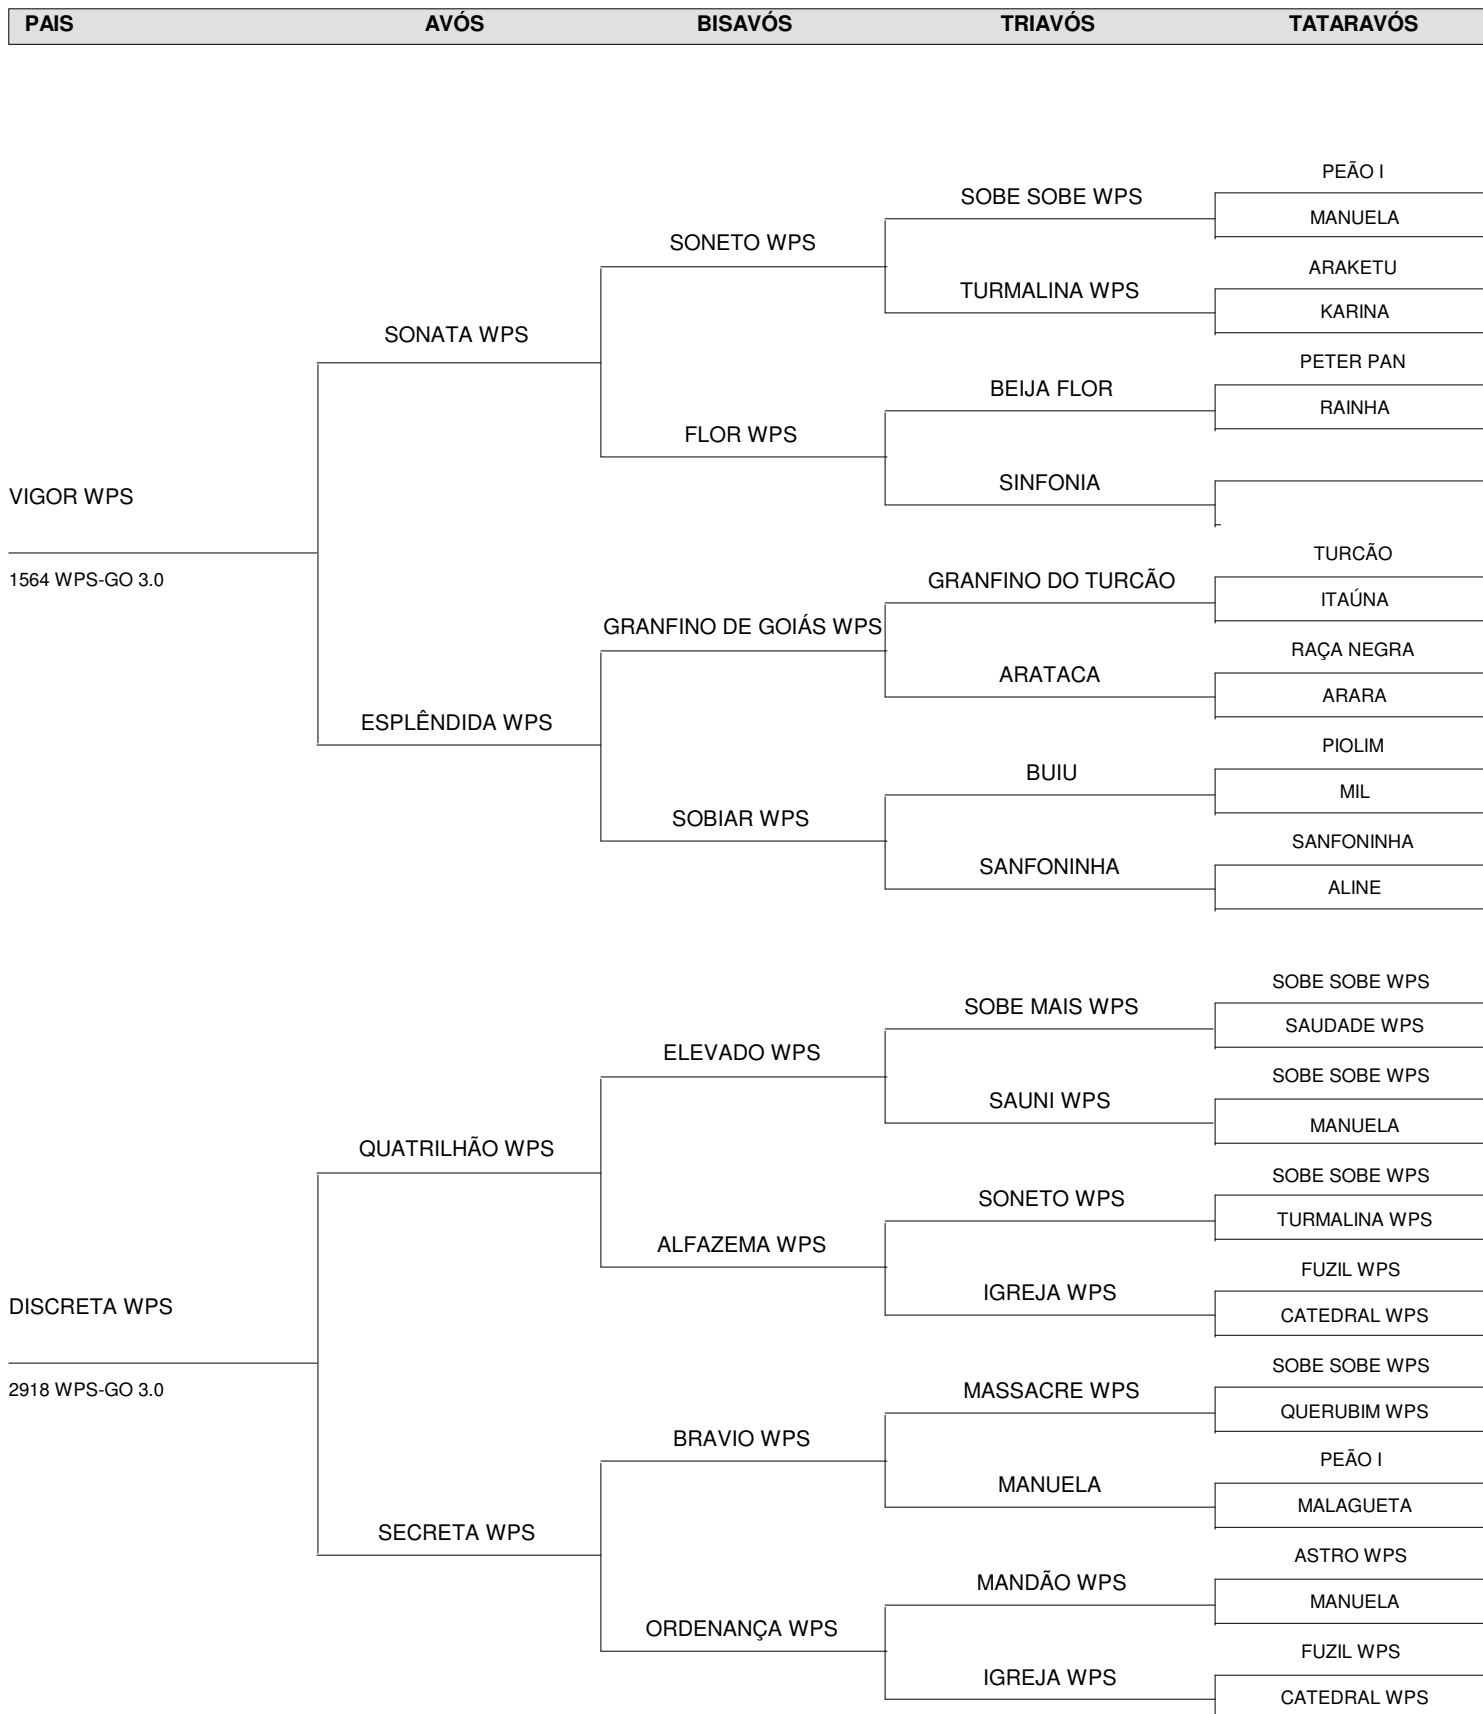 PAIS AVÓS BISAVÓS TRIAVÓS TATARAVÓS
PEÃO I
SOBE SOBE WPS
MANUELA
SONETO WPS
ARAKETU
TURMALINA WPS
KARINA
SONATA WPS
PETER PAN
BEIJA FLOR
RAINHA
FLOR WPS
SINFONIA
VIGOR WPS
TURCÃO
1564 WPS-GO 3.0
GRANFINO DO TURCÃO
ITAÚNA
GRANFINO DE GOIÁS WPS
RAÇA NEGRA
ARATACA
ARARA
ESPLÊNDIDA WPS
PIOLIM
BUIU
MIL
SOBIAR WPS
SANFONINHA
SANFONINHA
ALINE
SOBE SOBE WPS
SOBE MAIS WPS
SAUDADE WPS
ELEVADO WPS
SOBE SOBE WPS
SAUNI WPS
MANUELA
QUATRILHÃO WPS
SOBE SOBE WPS
SONETO WPS
TURMALINA WPS
ALFAZEMA WPS
FUZIL WPS
IGREJA WPS
DISCRETA WPS
CATEDRAL WPS
SOBE SOBE WPS
2918 WPS-GO 3.0
MASSACRE WPS
QUERUBIM WPS
BRAVIO WPS
PEÃO I
MANUELA
MALAGUETA
SECRETA WPS
ASTRO WPS
MANDÃO WPS
MANUELA
ORDENANÇA WPS
FUZIL WPS
IGREJA WPS
CATEDRAL WPS